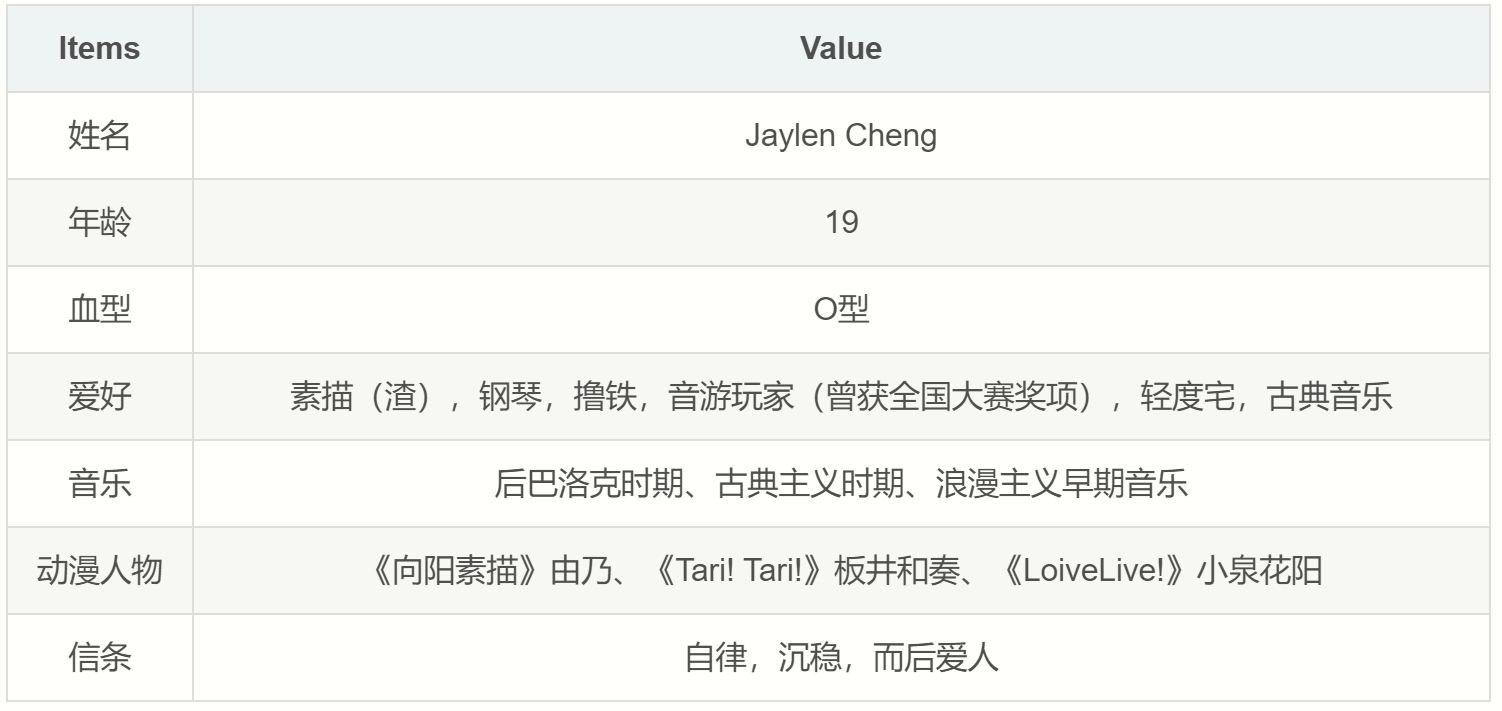 Items Value
姓名 Jaylen Cheng
年龄 19
血型 O型
爱好 素描（渣），钢琴，撸铁，音游玩家（曾获全国大赛奖项），轻度宅，古典音乐
音乐 后巴洛克时期、古典主义时期、浪漫主义早期音乐
动漫人物 《向阳素描》由乃、《Tari! Tari!》板井和奏、《LoiveLive!》小泉花阳
信条 自律，沉稳，而后爱人